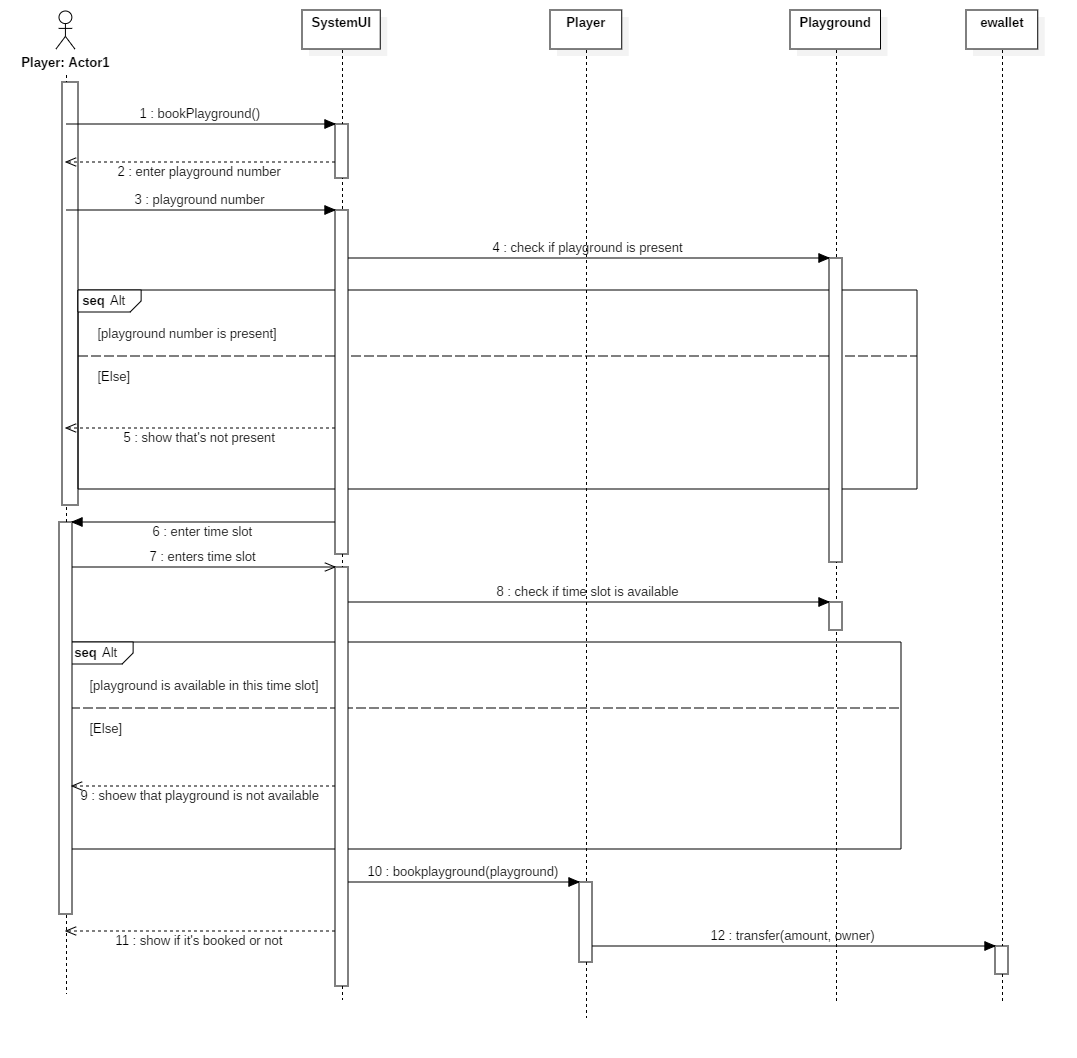 SystemUI
Player
Playground
ewallet
Player: Actor1
1 : bookPlayground()
2 : enter playground number
3 : playground number
4 : check if playground is present
seq Alt
[playground number is present]
[Else]
5 : show that's not present
6 : enter time slot
7 : enters time slot
8 : check if time slot is available
seq Alt
[playground is available in this time slot]
[Else]
9 : shoew that playground is not available
10 : bookplayground(playground)
11 : show if it's booked or not
12 : transfer(amount, owner)